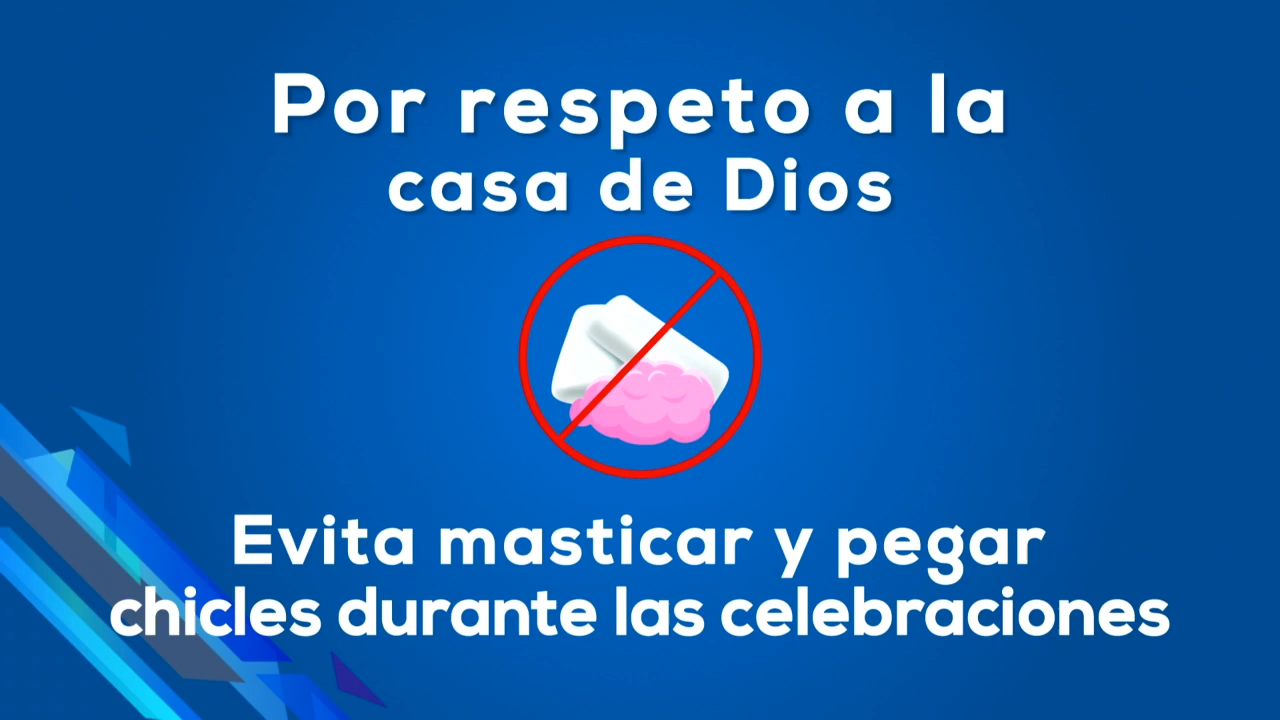 Por respeto a la
casa de Dios
Evita masticar y pegar
chicles durante las celebraciones